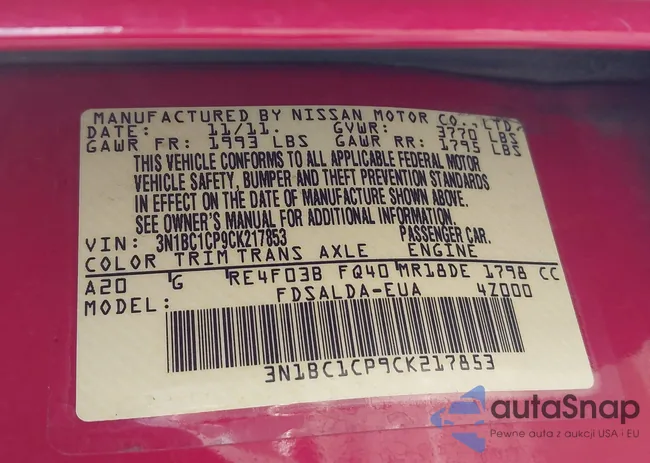 MANUFACTURED BY NISSAN MOTOR CO., LTD.
DATE: 11/11. GVWR: 3770 LBS
GAWR FR: 1993 LBS GAWR RR: 1795 LBS
THIS VEHICLE CONFORMS TO ALL APPLICABLE FEDERAL MOTOR
VEHICLE SAFETY, BUMPER AND THEFT PREVENTION STANDARDS
IN EFFECT ON THE DATE OF MANUFACTURE SHOWN ABOVE.
SEE OWNER'S MANUAL FOR ADDITIONAL INFORMATION.
VIN: 3N1BC1CP9CK217853 PASSENGER CAR.
COLOR TRIM TRANS AXLE ENGINE
A20 G RE4F03B FQ40 MR18DE 1798 CC
MODEL: FDSALDA-EUA 4Z000
3N1BC1CP9CK217853
autaSnap
Pewne auta z aukcji USA i EU